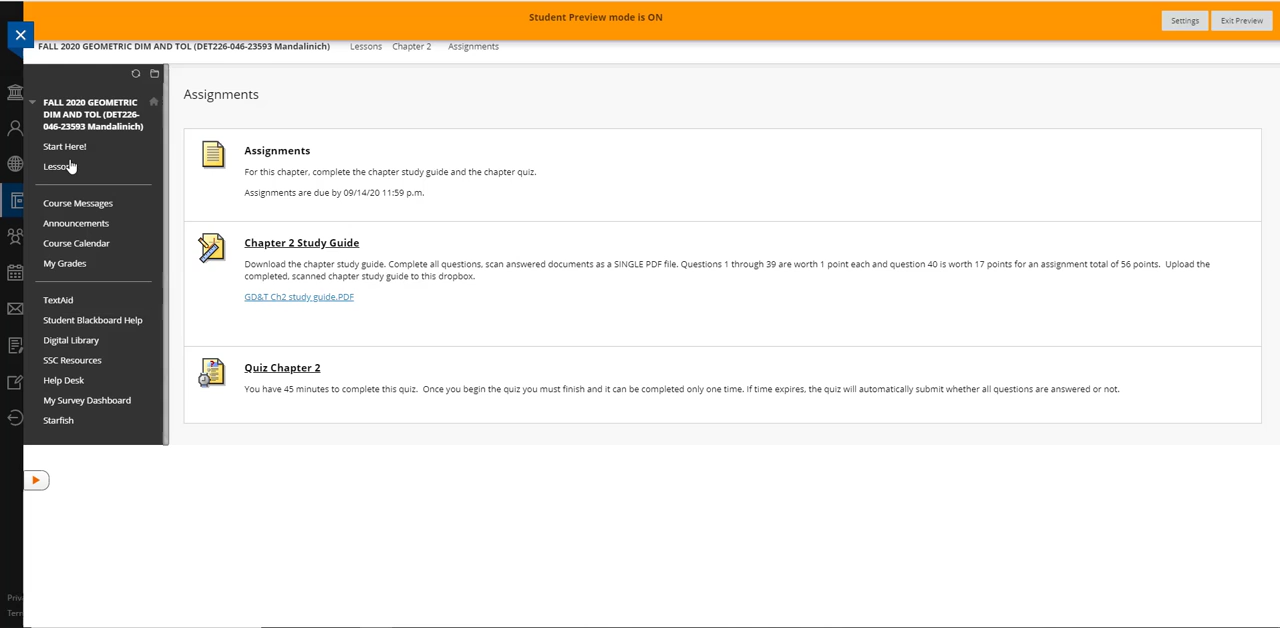 Student Preview mode is ON
Settings
Exit Preview
FALL 2020 GEOMETRIC DIM AND TOL (DET226-046-23593 Mandalinich)
Lessons
Chapter 2
Assignments
FALL 2020 GEOMETRIC
DIM AND TOL (DET226-
046-23593 Mandalinich)
Start Here!
Course Messages
Announcements
Course Calendar
My Grades
TextAid
Student Blackboard Help
Digital Library
SSC Resources
Help Desk
My Survey Dashboard
Starfish
Assignments
Assignments
For this chapter, complete the chapter study guide and the chapter quiz.
Assignments are due by 09/14/20 11:59 p.m.
Chapter 2 Study Guide
Download the chapter study guide. Complete all questions, scan answered documents as a SINGLE PDF file. Questions 1 through 39 are worth 1 point each and question 40 is worth 17 points for an assignment total of 56 points. Upload the
completed, scanned chapter study guide to this dropbox.
GD&T Ch2 study guide.PDF
Quiz Chapter 2
You have 45 minutes to complete this quiz. Once you begin the quiz you must finish and it can be completed only one time. If time expires, the quiz will automatically submit whether all questions are answered or not.